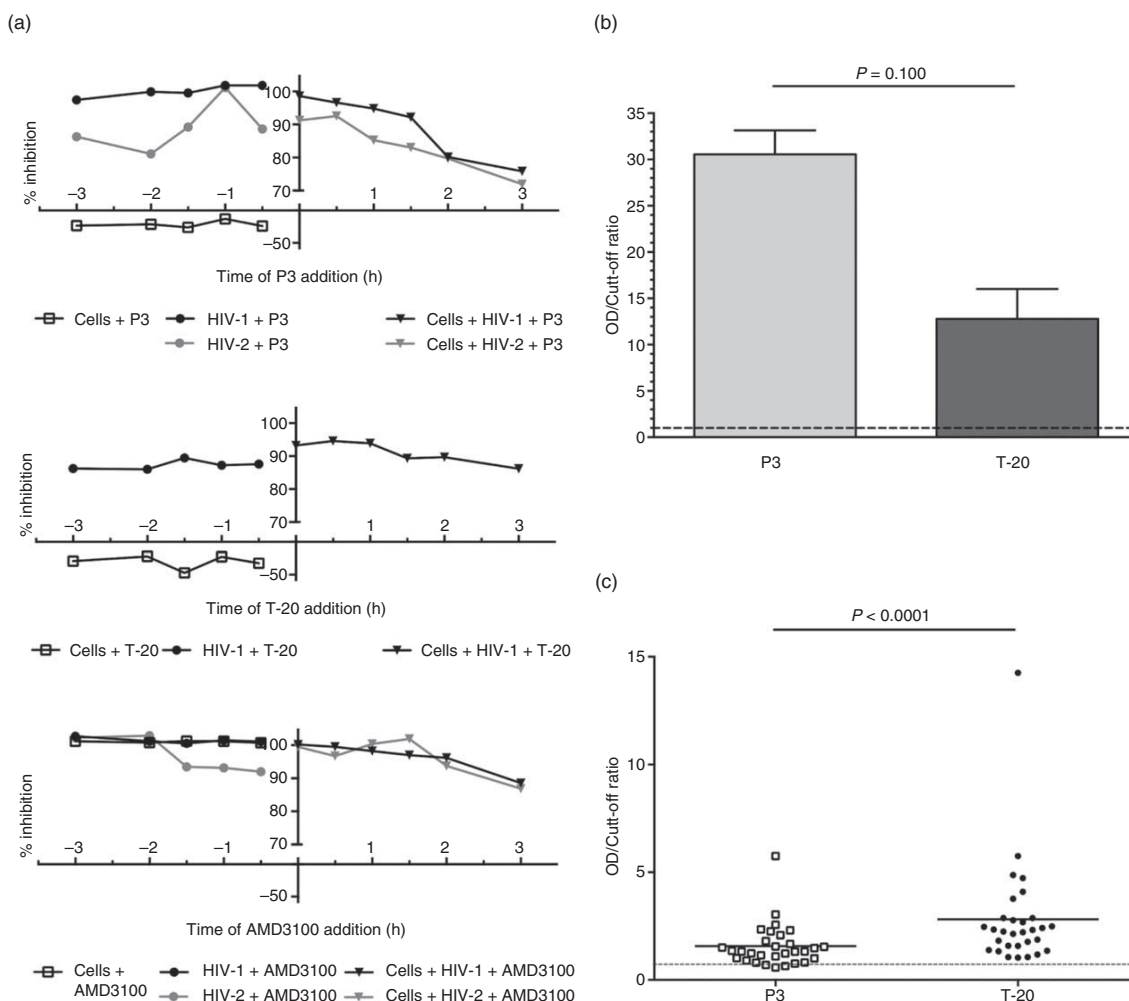 (a)
% inhibition
100
90
80
70
–3
–2
–1
1
2
3
–50
Time of P3 addition (h)
Cells + P3
HIV-1 + P3
Cells + HIV-1 + P3
HIV-2 + P3
Cells + HIV-2 + P3
% inhibition
100
90
80
70
–3
–2
–1
1
2
3
–50
Time of T-20 addition (h)
Cells + T-20
HIV-1 + T-20
Cells + HIV-1 + T-20
% inhibition
100
90
80
70
–3
–2
–1
1
2
3
–50
Time of AMD3100 addition (h)
Cells +
AMD3100
HIV-1 + AMD3100
Cells + HIV-1 + AMD3100
HIV-2 + AMD3100
Cells + HIV-2 + AMD3100
(b)
P = 0.100
OD/Cutt-off ratio
35
30
25
20
15
10
5
0
P3
T-20
(c)
P < 0.0001
OD/Cutt-off ratio
15
10
5
0
P3
T-20